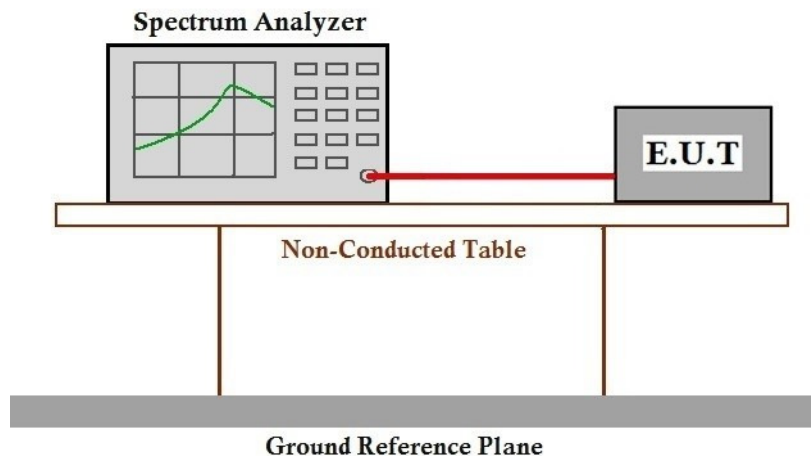 Spectrum Analyzer
E.U.T
Non-Conducted Table
Ground Reference Plane